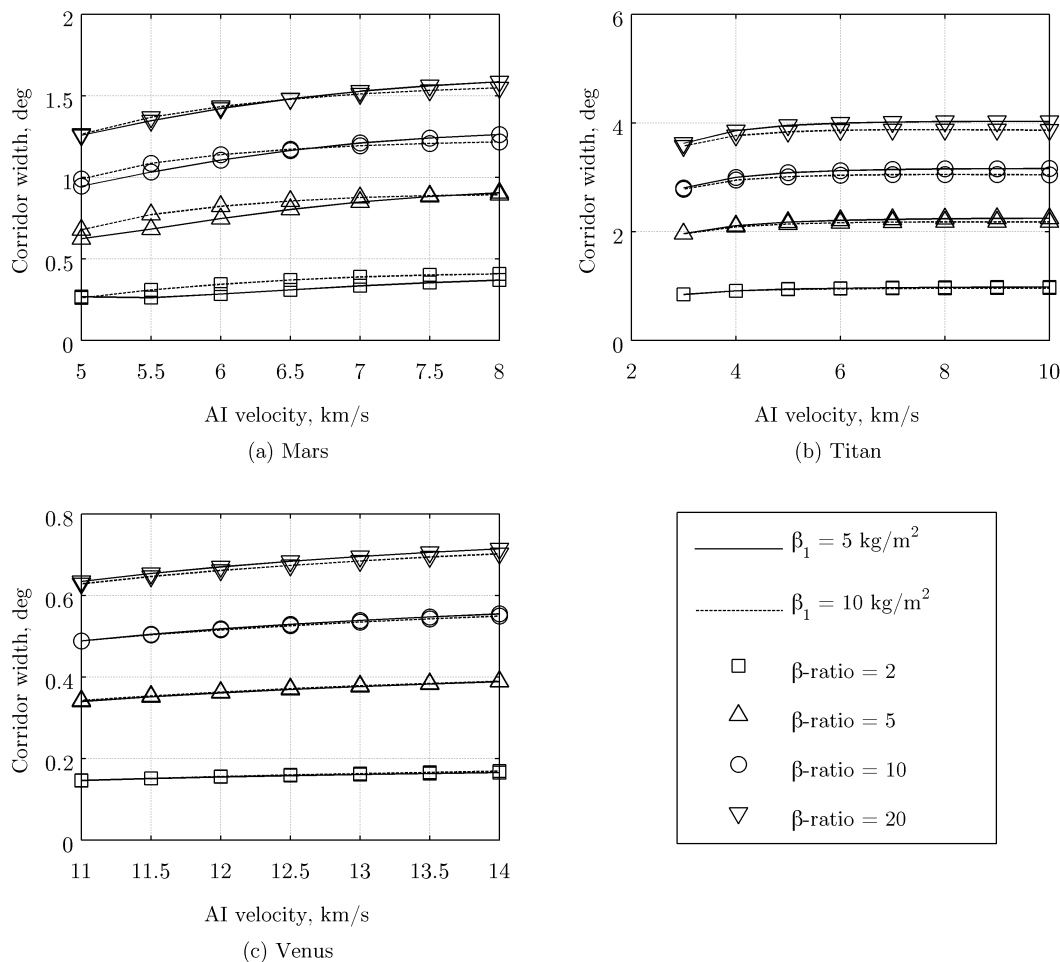 2
1.5
1
0.5
0
Corridor width, deg
5 5.5 6 6.5 7 7.5 8
AI velocity, km/s
(a) Mars
6
4
2
0
Corridor width, deg
2 4 6 8 10
AI velocity, km/s
(b) Titan
0.8
0.6
0.4
0.2
0
Corridor width, deg
11 11.5 12 12.5 13 13.5 14
AI velocity, km/s
(c) Venus
β₁ = 5 kg/m²
β₁ = 10 kg/m²
β-ratio = 2
β-ratio = 5
β-ratio = 10
β-ratio = 20